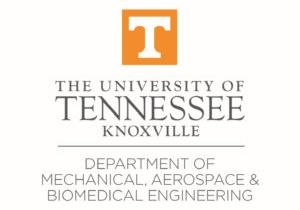 T
THE UNIVERSITY OF
TENNESSEE
KNOXVILLE
DEPARTMENT OF
MECHANICAL, AEROSPACE &
BIOMEDICAL ENGINEERING